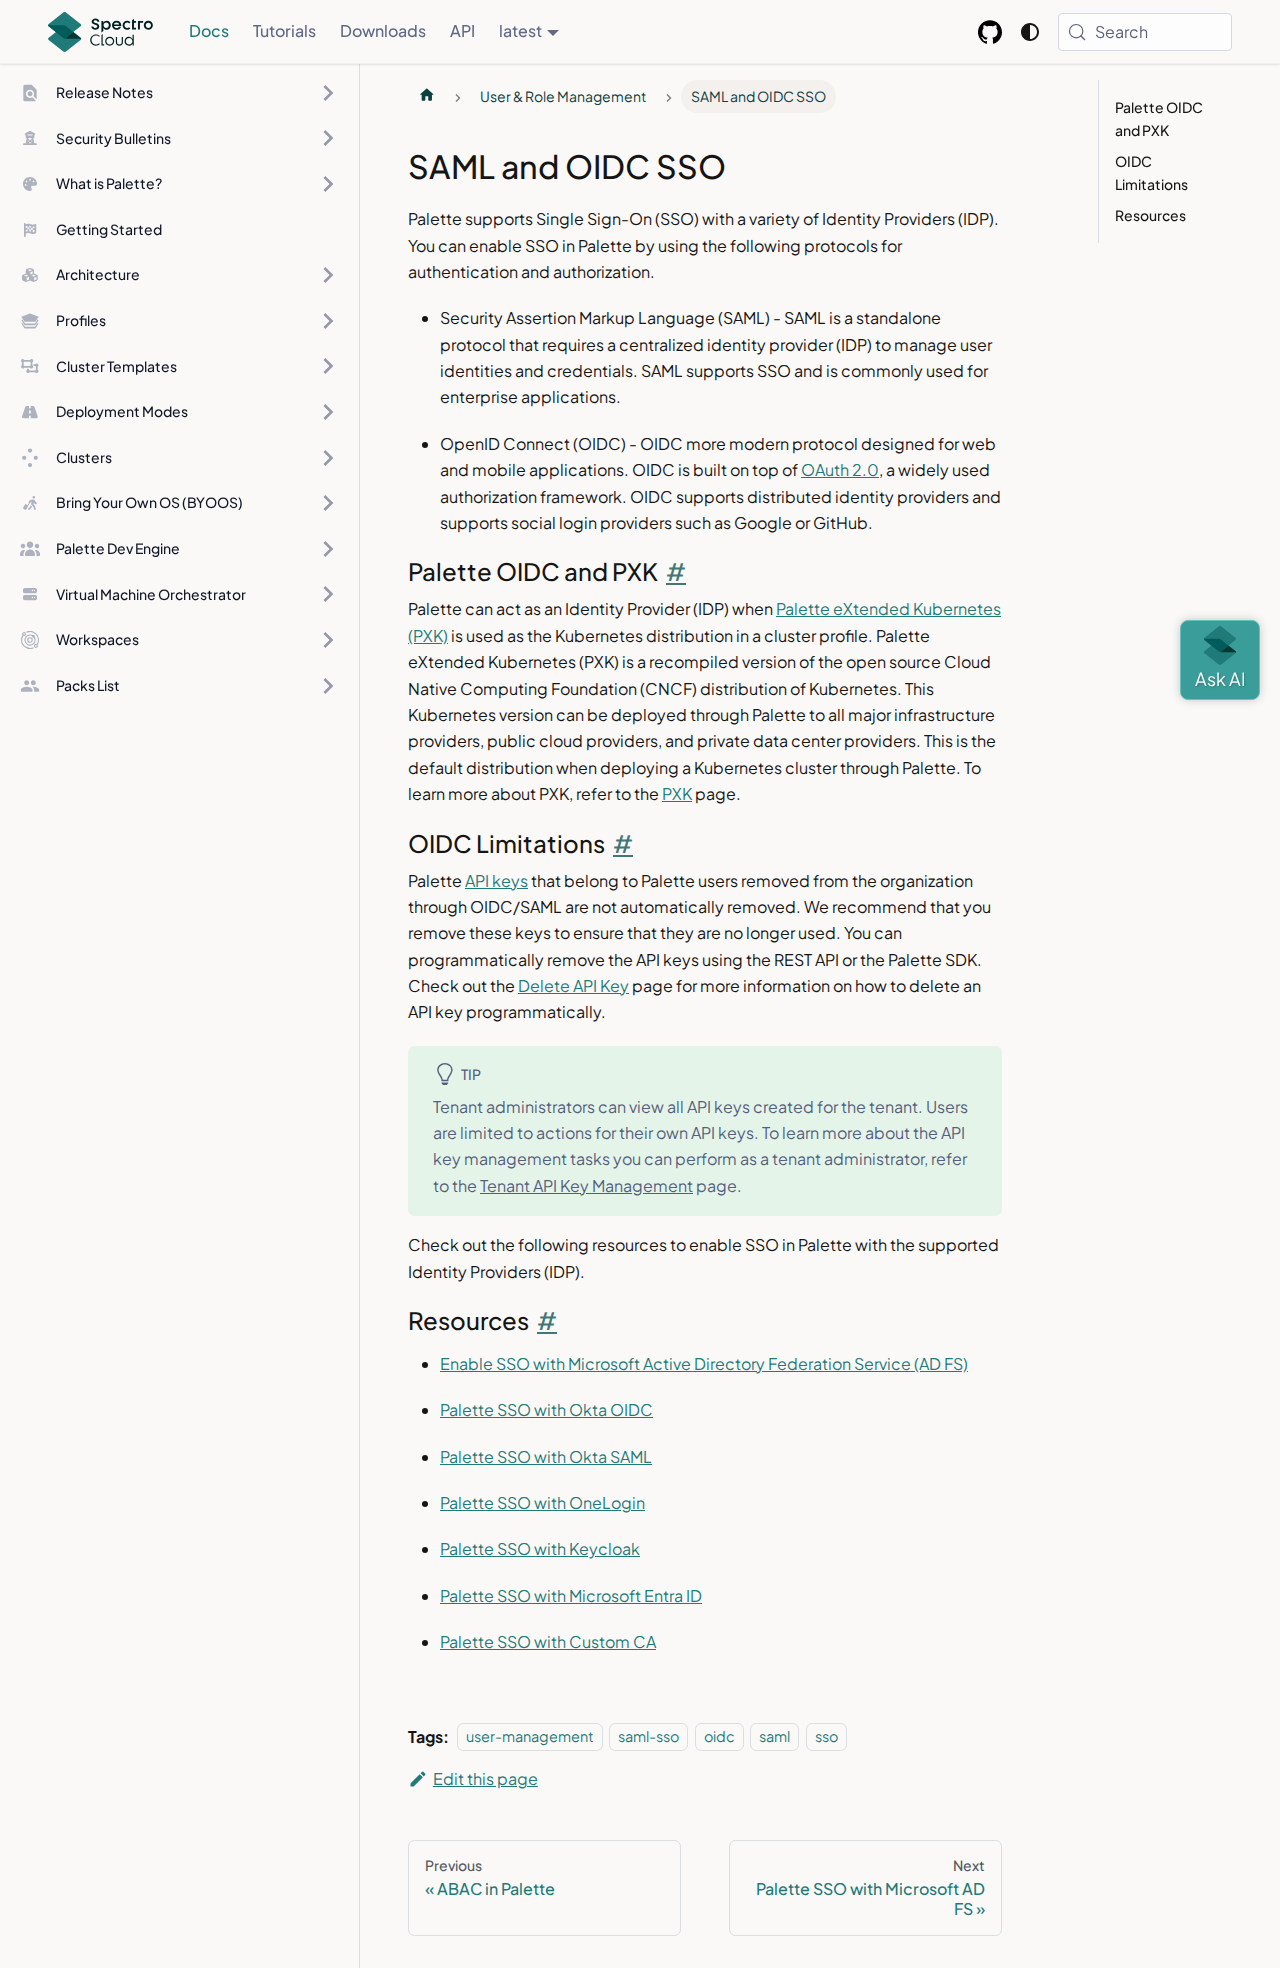 Spectro Cloud
Docs
Tutorials
Downloads
API
latest
Search
Release Notes
Security Bulletins
What is Palette?
Getting Started
Architecture
Profiles
Cluster Templates
Deployment Modes
Clusters
Bring Your Own OS (BYOOS)
Palette Dev Engine
Virtual Machine Orchestrator
Workspaces
Packs List
User & Role Management
SAML and OIDC SSO
SAML and OIDC SSO
Palette supports Single Sign-On (SSO) with a variety of Identity Providers (IDP).
You can enable SSO in Palette by using the following protocols for
authentication and authorization.
Security Assertion Markup Language (SAML) - SAML is a standalone
protocol that requires a centralized identity provider (IDP) to manage user
identities and credentials. SAML supports SSO and is commonly used for
enterprise applications.
OpenID Connect (OIDC) - OIDC more modern protocol designed for web
and mobile applications. OIDC is built on top of OAuth 2.0, a widely used
authorization framework. OIDC supports distributed identity providers and
supports social login providers such as Google or GitHub.
Palette OIDC and PXK #
Palette can act as an Identity Provider (IDP) when Palette eXtended Kubernetes
(PXK) is used as the Kubernetes distribution in a cluster profile. Palette
eXtended Kubernetes (PXK) is a recompiled version of the open source Cloud
Native Computing Foundation (CNCF) distribution of Kubernetes. This
Kubernetes version can be deployed through Palette to all major infrastructure
providers, public cloud providers, and private data center providers. This is the
default distribution when deploying a Kubernetes cluster through Palette. To
learn more about PXK, refer to the PXK page.
OIDC Limitations #
Palette API keys that belong to Palette users removed from the organization
through OIDC/SAML are not automatically removed. We recommend that you
remove these keys to ensure that they are no longer used. You can
programmatically remove the API keys using the REST API or the Palette SDK.
Check out the Delete API Key page for more information on how to delete an
API key programmatically.
TIP
Tenant administrators can view all API keys created for the tenant. Users
are limited to actions for their own API keys. To learn more about the API
key management tasks you can perform as a tenant administrator, refer
to the Tenant API Key Management page.
Check out the following resources to enable SSO in Palette with the supported
Identity Providers (IDP).
Resources #
Enable SSO with Microsoft Active Directory Federation Service (AD FS)
Palette SSO with Okta OIDC
Palette SSO with Okta SAML
Palette SSO with OneLogin
Palette SSO with Keycloak
Palette SSO with Microsoft Entra ID
Palette SSO with Custom CA
Tags: user-management saml-sso oidc saml sso
Edit this page
Previous
« ABAC in Palette
Next
Palette SSO with Microsoft AD
FS »
Palette OIDC
and PXK
OIDC
Limitations
Resources
Ask AI